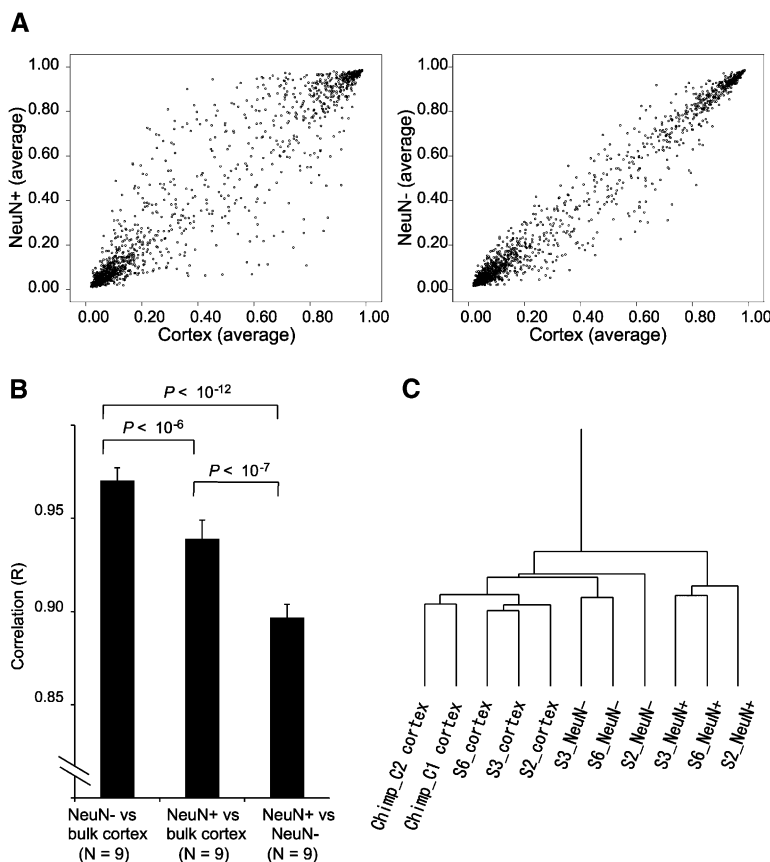 A
1.00
0.80
0.60
0.40
0.20
0.00
NeuN+ (average)
0.00 0.20 0.40 0.60 0.80 1.00
Cortex (average)
1.00
0.80
0.60
0.40
0.20
0.00
NeuN- (average)
0.00 0.20 0.40 0.60 0.80 1.00
Cortex (average)
B
P < 10-12
P < 10-6
P < 10-7
0.95
0.90
0.85
Correlation (R)
NeuN- vs
bulk cortex
(N = 9)
NeuN+ vs
bulk cortex
(N = 9)
NeuN+ vs
NeuN-
(N = 9)
C
Chimp_C2 cortex
Chimp_C1 cortex
S6_cortex
S3_cortex
S2_cortex
S3_NeuN-
S6_NeuN-
S2_NeuN-
S3_NeuN+
S6_NeuN+
S2_NeuN+